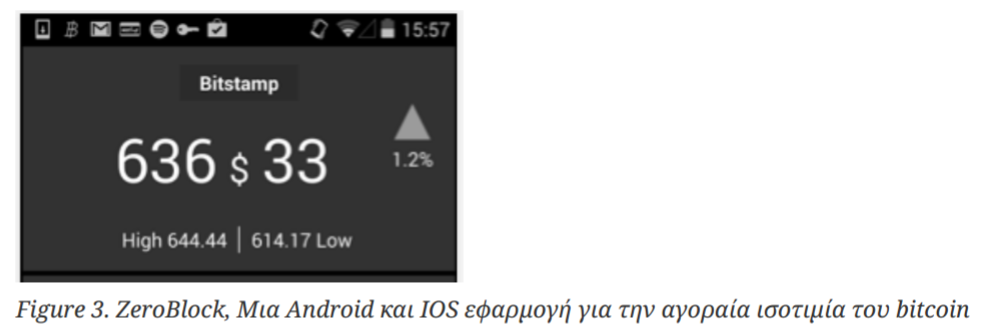 15:57
Bitstamp
636 $ 33
1.2%
High 644.44 | 614.17 Low
Figure 3. ZeroBlock, Μια Android και IOS εφαρμογή για την αγοραία ισοτιμία του bitcoin